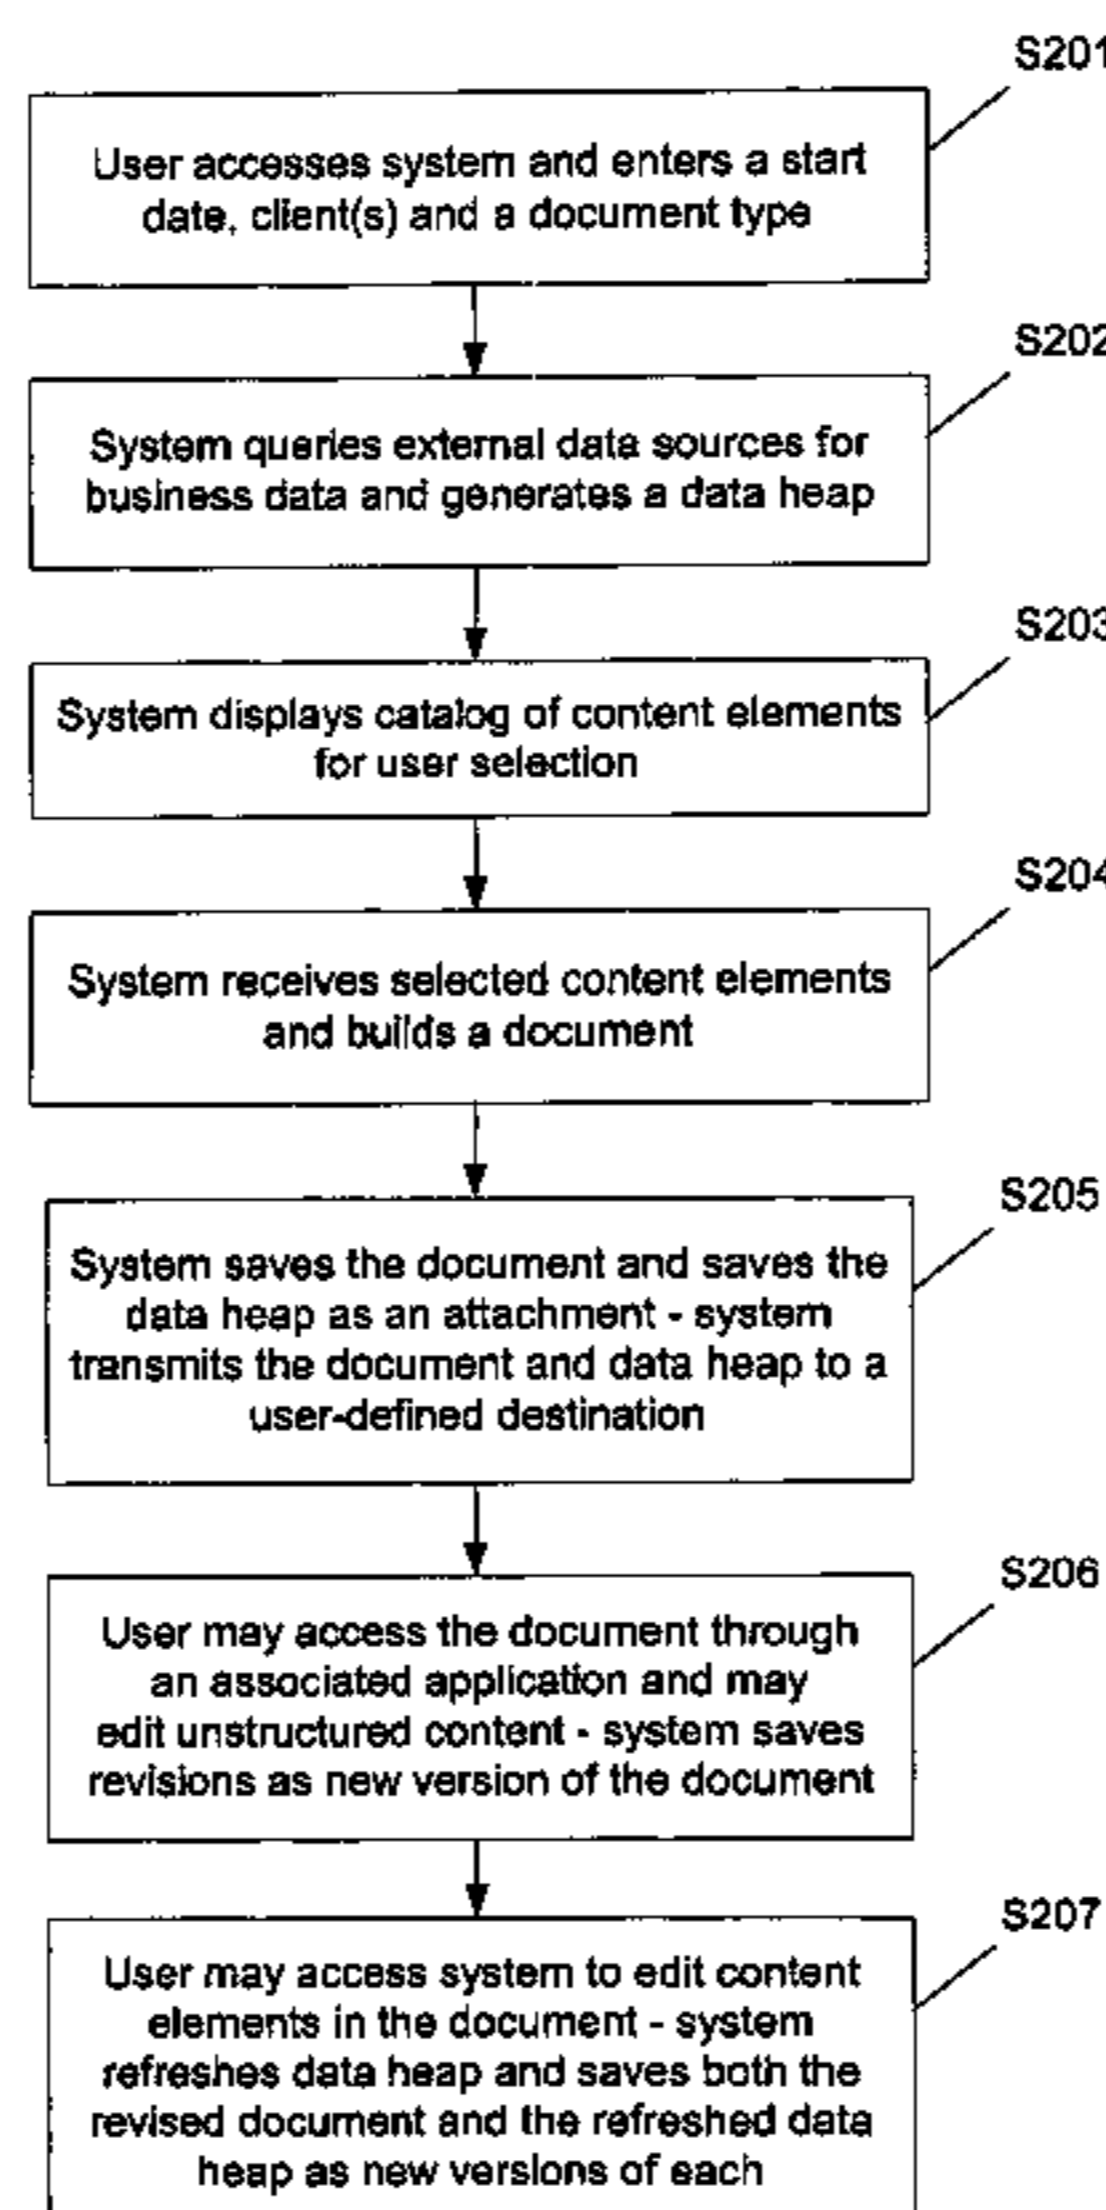 S201
User accesses system and enters a start
date, client(s) and a document type
S202
System queries external data sources for
business data and generates a data heap
S203
System displays catalog of content elements
for user selection
S204
System receives selected content elements
and builds a document
S205
System saves the document and saves the
data heap as an attachment - system
transmits the document and data heap to a
user-defined destination
S206
User may access the document through
an associated application and may
edit unstructured content - system saves
revisions as new version of the document
S207
User may access system to edit content
elements in the document - system
refreshes data heap and saves both the
revised document and the refreshed data
heap as new versions of each